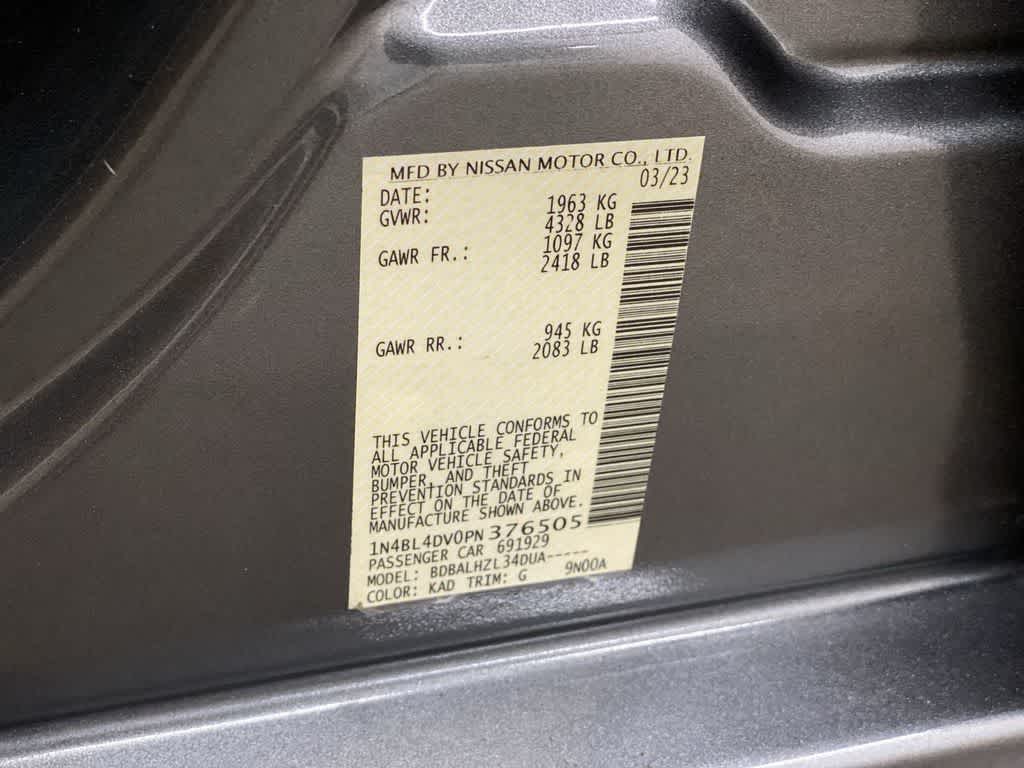 MFD BY NISSAN MOTOR CO., LTD.
DATE: 03/23
GVWR: 1963 KG
4328 LB
GAWR FR.: 1097 KG
2418 LB
GAWR RR.: 945 KG
2083 LB
THIS VEHICLE CONFORMS TO
ALL APPLICABLE FEDERAL
MOTOR VEHICLE SAFETY,
BUMPER, AND THEFT
PREVENTION STANDARDS IN
EFFECT ON THE DATE OF
MANUFACTURE SHOWN ABOVE.
1N4BL4DV0PN 376505
PASSENGER CAR 691929
MODEL: BDBALHZL34DUA-----
COLOR: KAD TRIM: G 9N00A